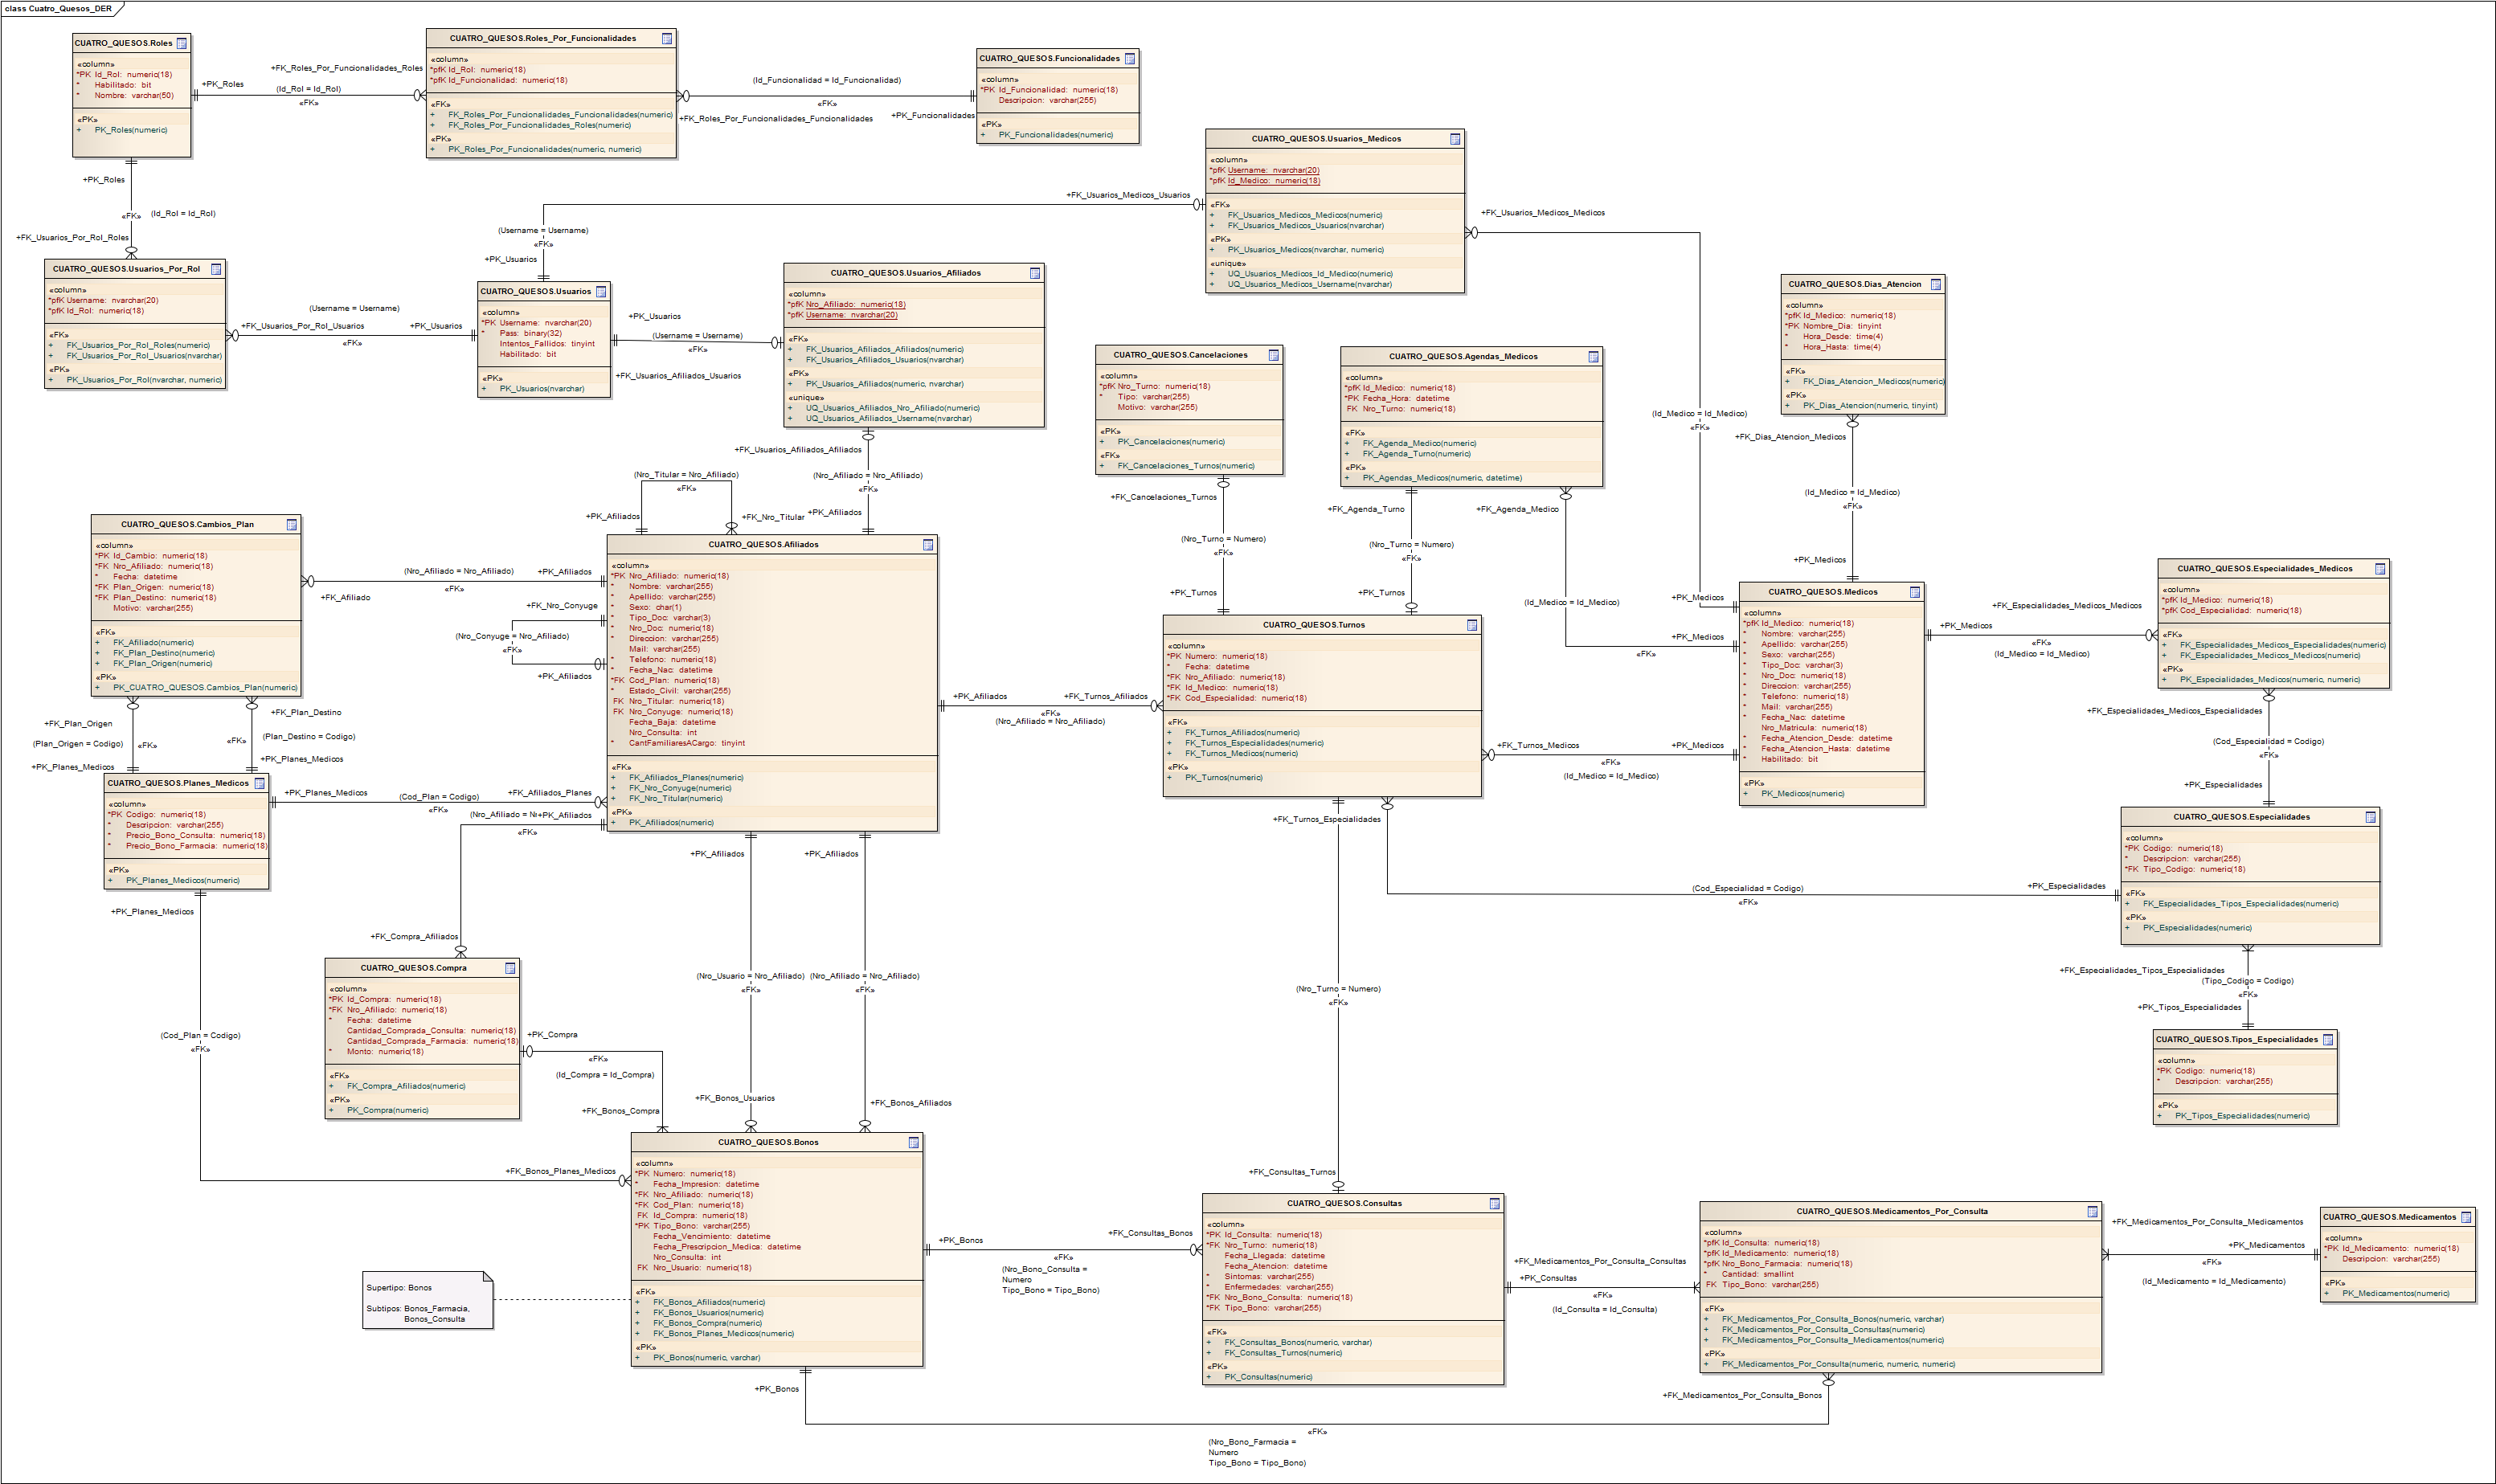 class Cuatro_Quesos_DER
CUATRO_QUESOS.Roles
«column»
*PK Id_Rol: numeric(18)
* Habilitado: bit
* Nombre: varchar(50)
«PK»
+ PK_Roles(numeric)
+PK_Roles
+FK_Roles_Por_Funcionalidades_Roles
(Id_Rol = Id_Rol)
«FK»
CUATRO_QUESOS.Roles_Por_Funcionalidades
«column»
*pfK Id_Rol: numeric(18)
*pfK Id_Funcionalidad: numeric(18)
«FK»
+ FK_Roles_Por_Funcionalidades_Funcionalidades(numeric)
+ FK_Roles_Por_Funcionalidades_Roles(numeric)
«PK»
+ PK_Roles_Por_Funcionalidades(numeric, numeric)
(Id_Funcionalidad = Id_Funcionalidad)
«FK»
+FK_Roles_Por_Funcionalidades_Funcionalidades
+PK_Funcionalidades
CUATRO_QUESOS.Funcionalidades
«column»
*PK Id_Funcionalidad: numeric(18)
Descripcion: varchar(255)
«PK»
+ PK_Funcionalidades(numeric)
+PK_Roles
«FK» (Id_Rol = Id_Rol)
+FK_Usuarios_Por_Rol_Roles
CUATRO_QUESOS.Usuarios_Por_Rol
«column»
*pfK Username: nvarchar(20)
*pfK Id_Rol: numeric(18)
«FK»
+ FK_Usuarios_Por_Rol_Roles(numeric)
+ FK_Usuarios_Por_Rol_Usuarios(nvarchar)
«PK»
+ PK_Usuarios_Por_Rol(nvarchar, numeric)
(Username = Username)
+FK_Usuarios_Por_Rol_Usuarios
+PK_Usuarios
«FK»
+FK_Usuarios_Medicos_Usuarios
(Username = Username)
«FK»
+PK_Usuarios
CUATRO_QUESOS.Usuarios
«column»
*PK Username: nvarchar(20)
* Pass: binary(32)
Intentos_Fallidos: tinyint
Habilitado: bit
«PK»
+ PK_Usuarios(nvarchar)
+PK_Usuarios
(Username = Username)
«FK»
+FK_Usuarios_Afiliados_Usuarios
CUATRO_QUESOS.Usuarios_Afiliados
«column»
*pfK Nro_Afiliado: numeric(18)
*pfK Username: nvarchar(20)
«FK»
+ FK_Usuarios_Afiliados_Afiliados(numeric)
+ FK_Usuarios_Afiliados_Usuarios(nvarchar)
«PK»
+ PK_Usuarios_Afiliados(numeric, nvarchar)
«unique»
+ UQ_Usuarios_Afiliados_Nro_Afiliado(numeric)
+ UQ_Usuarios_Afiliados_Username(nvarchar)
CUATRO_QUESOS.Usuarios_Medicos
«column»
*pfK Username: nvarchar(20)
*pfK Id_Medico: numeric(18)
«FK»
+ FK_Usuarios_Medicos_Medicos(numeric)
+ FK_Usuarios_Medicos_Usuarios(nvarchar)
«PK»
+ PK_Usuarios_Medicos(nvarchar, numeric)
«unique»
+ UQ_Usuarios_Medicos_Id_Medico(numeric)
+ UQ_Usuarios_Medicos_Username(nvarchar)
+FK_Usuarios_Medicos_Medicos
(Id_Medico = Id_Medico)
«FK»
+PK_Medicos
CUATRO_QUESOS.Dias_Atencion
«column»
*pfK Id_Medico: numeric(18)
*PK Nombre_Dia: tinyint
* Hora_Desde: time(4)
* Hora_Hasta: time(4)
«FK»
+ FK_Dias_Atencion_Medicos(numeric)
«PK»
+ PK_Dias_Atencion(numeric, tinyint)
+FK_Dias_Atencion_Medicos
(Id_Medico = Id_Medico)
«FK»
+PK_Medicos
CUATRO_QUESOS.Cancelaciones
«column»
*pfK Nro_Turno: numeric(18)
* Tipo: varchar(255)
Motivo: varchar(255)
«PK»
+ PK_Cancelaciones(numeric)
«FK»
+ FK_Cancelaciones_Turnos(numeric)
+FK_Cancelaciones_Turnos
(Nro_Turno = Numero)
«FK»
+PK_Turnos
CUATRO_QUESOS.Agendas_Medicos
«column»
*pfK Id_Medico: numeric(18)
*PK Fecha_Hora: datetime
FK Nro_Turno: numeric(18)
«FK»
+ FK_Agenda_Medico(numeric)
+ FK_Agenda_Turno(numeric)
«PK»
+ PK_Agendas_Medicos(numeric, datetime)
+FK_Agenda_Turno
(Nro_Turno = Numero)
«FK»
+PK_Turnos
+FK_Agenda_Medico
(Id_Medico = Id_Medico)
«FK»
+PK_Medicos
+FK_Usuarios_Afiliados_Afiliados
(Nro_Afiliado = Nro_Afiliado)
«FK»
+PK_Afiliados
(Nro_Titular = Nro_Afiliado)
«FK»
+PK_Afiliados
+FK_Nro_Titular
CUATRO_QUESOS.Cambios_Plan
«column»
*PK Id_Cambio: numeric(18)
*FK Nro_Afiliado: numeric(18)
* Fecha: datetime
*FK Plan_Origen: numeric(18)
*FK Plan_Destino: numeric(18)
Motivo: varchar(255)
«FK»
+ FK_Afiliado(numeric)
+ FK_Plan_Destino(numeric)
+ FK_Plan_Origen(numeric)
«PK»
+ PK_CUATRO_QUESOS.Cambios_Plan(numeric)
(Nro_Afiliado = Nro_Afiliado)
+PK_Afiliados
«FK»
+FK_Afiliado
+FK_Nro_Conyuge
(Nro_Conyuge = Nro_Afiliado)
«FK»
+PK_Afiliados
CUATRO_QUESOS.Afiliados
«column»
*PK Nro_Afiliado: numeric(18)
* Nombre: varchar(255)
* Apellido: varchar(255)
* Sexo: char(1)
* Tipo_Doc: varchar(3)
* Nro_Doc: numeric(18)
* Direccion: varchar(255)
Mail: varchar(255)
* Telefono: numeric(18)
* Fecha_Nac: datetime
*FK Cod_Plan: numeric(18)
* Estado_Civil: varchar(255)
FK Nro_Titular: numeric(18)
FK Nro_Conyuge: numeric(18)
Fecha_Baja: datetime
Nro_Consulta: int
* CantFamiliaresACargo: tinyint
«FK»
+ FK_Afiliados_Planes(numeric)
+ FK_Nro_Conyuge(numeric)
+ FK_Nro_Titular(numeric)
«PK»
+ PK_Afiliados(numeric)
+PK_Afiliados
+FK_Turnos_Afiliados
«FK»
(Nro_Afiliado = Nro_Afiliado)
CUATRO_QUESOS.Turnos
«column»
*PK Numero: numeric(18)
* Fecha: datetime
*FK Nro_Afiliado: numeric(18)
*FK Id_Medico: numeric(18)
*FK Cod_Especialidad: numeric(18)
«FK»
+ FK_Turnos_Afiliados(numeric)
+ FK_Turnos_Especialidades(numeric)
+ FK_Turnos_Medicos(numeric)
«PK»
+ PK_Turnos(numeric)
+FK_Turnos_Medicos
+PK_Medicos
«FK»
(Id_Medico = Id_Medico)
CUATRO_QUESOS.Medicos
«column»
*pfK Id_Medico: numeric(18)
* Nombre: varchar(255)
* Apellido: varchar(255)
* Sexo: varchar(255)
* Tipo_Doc: varchar(3)
* Nro_Doc: numeric(18)
* Direccion: varchar(255)
* Telefono: numeric(18)
* Mail: varchar(255)
* Fecha_Nac: datetime
Nro_Matricula: numeric(18)
* Fecha_Atencion_Desde: datetime
* Fecha_Atencion_Hasta: datetime
* Habilitado: bit
«PK»
+ PK_Medicos(numeric)
+FK_Especialidades_Medicos_Medicos
+PK_Medicos
«FK»
(Id_Medico = Id_Medico)
CUATRO_QUESOS.Especialidades_Medicos
«column»
*pfK Id_Medico: numeric(18)
*pfK Cod_Especialidad: numeric(18)
«FK»
+ FK_Especialidades_Medicos_Especialidades(numeric)
+ FK_Especialidades_Medicos_Medicos(numeric)
«PK»
+ PK_Especialidades_Medicos(numeric, numeric)
+FK_Especialidades_Medicos_Especialidades
(Cod_Especialidad = Codigo)
«FK»
+PK_Especialidades
+FK_Plan_Origen
(Plan_Origen = Codigo)
«FK»
+PK_Planes_Medicos
+FK_Plan_Destino
(Plan_Destino = Codigo)
«FK»
+PK_Planes_Medicos
CUATRO_QUESOS.Planes_Medicos
«column»
*PK Codigo: numeric(18)
* Descripcion: varchar(255)
* Precio_Bono_Consulta: numeric(18)
* Precio_Bono_Farmacia: numeric(18)
«PK»
+ PK_Planes_Medicos(numeric)
+PK_Planes_Medicos
(Cod_Plan = Codigo)
+FK_Afiliados_Planes
«FK»
(Nro_Afiliado = Nr
+PK_Afiliados
«FK»
+FK_Compra_Afiliados
+PK_Planes_Medicos
(Cod_Plan = Codigo)
«FK»
+FK_Bonos_Planes_Medicos
CUATRO_QUESOS.Compra
«column»
*PK Id_Compra: numeric(18)
*FK Nro_Afiliado: numeric(18)
* Fecha: datetime
Cantidad_Comprada_Consulta: numeric(18)
Cantidad_Comprada_Farmacia: numeric(18)
* Monto: numeric(18)
«FK»
+ FK_Compra_Afiliados(numeric)
«PK»
+ PK_Compra(numeric)
+PK_Compra
«FK»
(Id_Compra = Id_Compra)
+FK_Bonos_Compra
+PK_Afiliados
(Nro_Usuario = Nro_Afiliado)
«FK»
+FK_Bonos_Usuarios
+PK_Afiliados
(Nro_Afiliado = Nro_Afiliado)
«FK»
+FK_Bonos_Afiliados
+FK_Turnos_Especialidades
(Nro_Turno = Numero)
«FK»
+FK_Consultas_Turnos
(Cod_Especialidad = Codigo)
«FK»
+PK_Especialidades
CUATRO_QUESOS.Especialidades
«column»
*PK Codigo: numeric(18)
* Descripcion: varchar(255)
*FK Tipo_Codigo: numeric(18)
«FK»
+ FK_Especialidades_Tipos_Especialidades(numeric)
«PK»
+ PK_Especialidades(numeric)
+FK_Especialidades_Tipos_Especialidades
(Tipo_Codigo = Codigo)
«FK»
+PK_Tipos_Especialidades
CUATRO_QUESOS.Tipos_Especialidades
«column»
*PK Codigo: numeric(18)
* Descripcion: varchar(255)
«PK»
+ PK_Tipos_Especialidades(numeric)
Supertipo: Bonos
Subtipos: Bonos_Farmacia,
Bonos_Consulta
CUATRO_QUESOS.Bonos
«column»
*PK Numero: numeric(18)
* Fecha_Impresion: datetime
*FK Nro_Afiliado: numeric(18)
*FK Cod_Plan: numeric(18)
FK Id_Compra: numeric(18)
*PK Tipo_Bono: varchar(255)
Fecha_Vencimiento: datetime
Fecha_Prescripcion_Medica: datetime
Nro_Consulta: int
FK Nro_Usuario: numeric(18)
«FK»
+ FK_Bonos_Afiliados(numeric)
+ FK_Bonos_Usuarios(numeric)
+ FK_Bonos_Compra(numeric)
+ FK_Bonos_Planes_Medicos(numeric)
«PK»
+ PK_Bonos(numeric, varchar)
+PK_Bonos
+FK_Consultas_Bonos
«FK»
(Nro_Bono_Consulta =
Numero
Tipo_Bono = Tipo_Bono)
CUATRO_QUESOS.Consultas
«column»
*PK Id_Consulta: numeric(18)
*FK Nro_Turno: numeric(18)
Fecha_Llegada: datetime
Fecha_Atencion: datetime
* Sintomas: varchar(255)
* Enfermedades: varchar(255)
*FK Nro_Bono_Consulta: numeric(18)
*FK Tipo_Bono: varchar(255)
«FK»
+ FK_Consultas_Bonos(numeric, varchar)
+ FK_Consultas_Turnos(numeric)
«PK»
+ PK_Consultas(numeric)
+FK_Medicamentos_Por_Consulta_Consultas
+PK_Consultas
«FK»
(Id_Consulta = Id_Consulta)
CUATRO_QUESOS.Medicamentos_Por_Consulta
«column»
*pfK Id_Consulta: numeric(18)
*pfK Id_Medicamento: numeric(18)
*pfK Nro_Bono_Farmacia: numeric(18)
* Cantidad: smallint
FK Tipo_Bono: varchar(255)
«FK»
+ FK_Medicamentos_Por_Consulta_Bonos(numeric, varchar)
+ FK_Medicamentos_Por_Consulta_Consultas(numeric)
+ FK_Medicamentos_Por_Consulta_Medicamentos(numeric)
«PK»
+ PK_Medicamentos_Por_Consulta(numeric, numeric, numeric)
+FK_Medicamentos_Por_Consulta_Medicamentos
+PK_Medicamentos
«FK»
(Id_Medicamento = Id_Medicamento)
CUATRO_QUESOS.Medicamentos
«column»
*PK Id_Medicamento: numeric(18)
* Descripcion: varchar(255)
«PK»
+ PK_Medicamentos(numeric)
+PK_Bonos
+FK_Medicamentos_Por_Consulta_Bonos
«FK»
(Nro_Bono_Farmacia =
Numero
Tipo_Bono = Tipo_Bono)